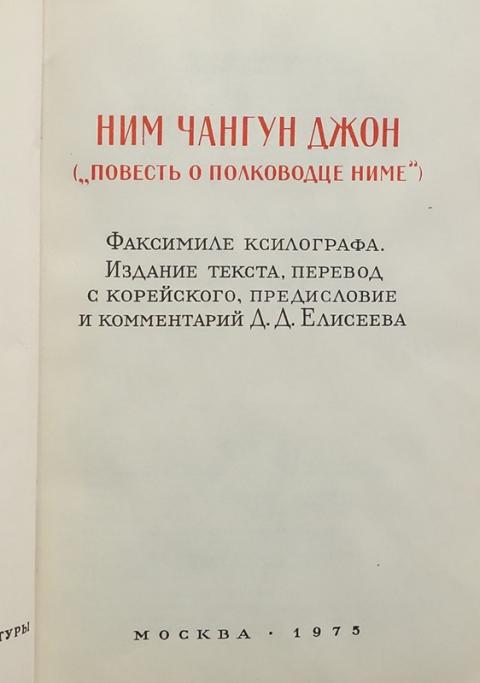 НИМ ЧАНГУН ДЖОН
(„ПОВЕСТЬ О ПОЛКОВОДЦЕ НИМЕ“)
ФАКСИМИЛЕ КСИЛОГРАФА.
ИЗДАНИЕ ТЕКСТА, ПЕРЕВОД
С КОРЕЙСКОГО, ПРЕДИСЛОВИЕ
И КОММЕНТАРИЙ Д. Д. ЕЛИСЕЕВА
ТУРЫ
МОСКВА · 1975